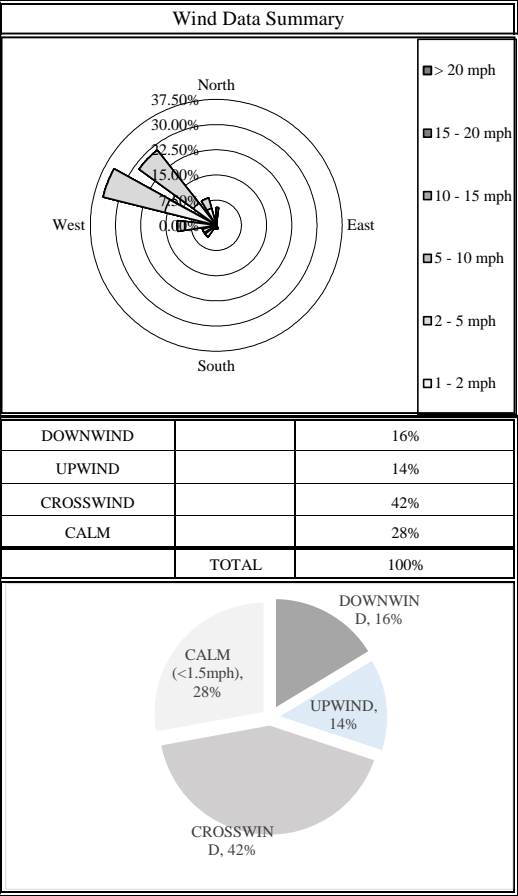 Wind Data Summary
North
37.50%
30.00%
22.50%
15.00%
7.50%
0.00%
West
East
South
> 20 mph
15 - 20 mph
10 - 15 mph
5 - 10 mph
2 - 5 mph
1 - 2 mph
DOWNWIND 16%
UPWIND 14%
CROSSWIND 42%
CALM 28%
TOTAL 100%
DOWNWIN
D, 16%
CALM
(<1.5mph),
28%
UPWIND,
14%
CROSSWIN
D, 42%